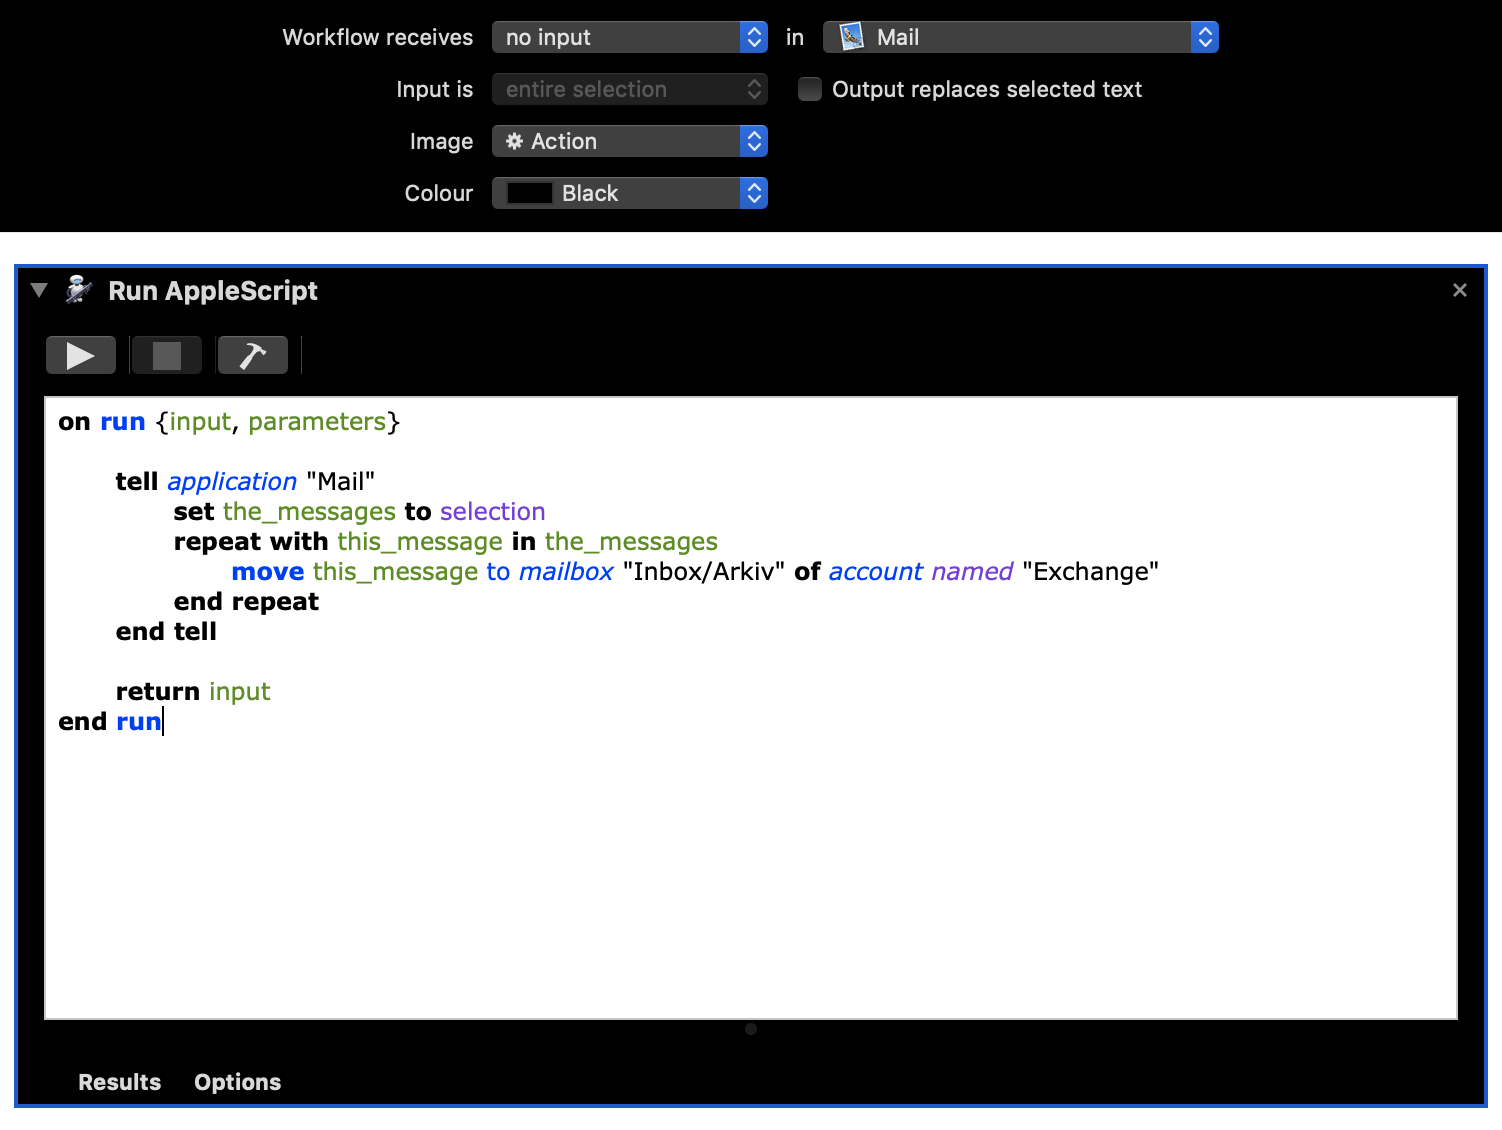 Workflow receives no input in Mail
Input is entire selection Output replaces selected text
Image Action
Colour Black
Run AppleScript
on run {input, parameters}
tell application "Mail"
set the_messages to selection
repeat with this_message in the_messages
move this_message to mailbox "Inbox/Arkiv" of account named "Exchange"
end repeat
end tell
return input
end run
Results Options